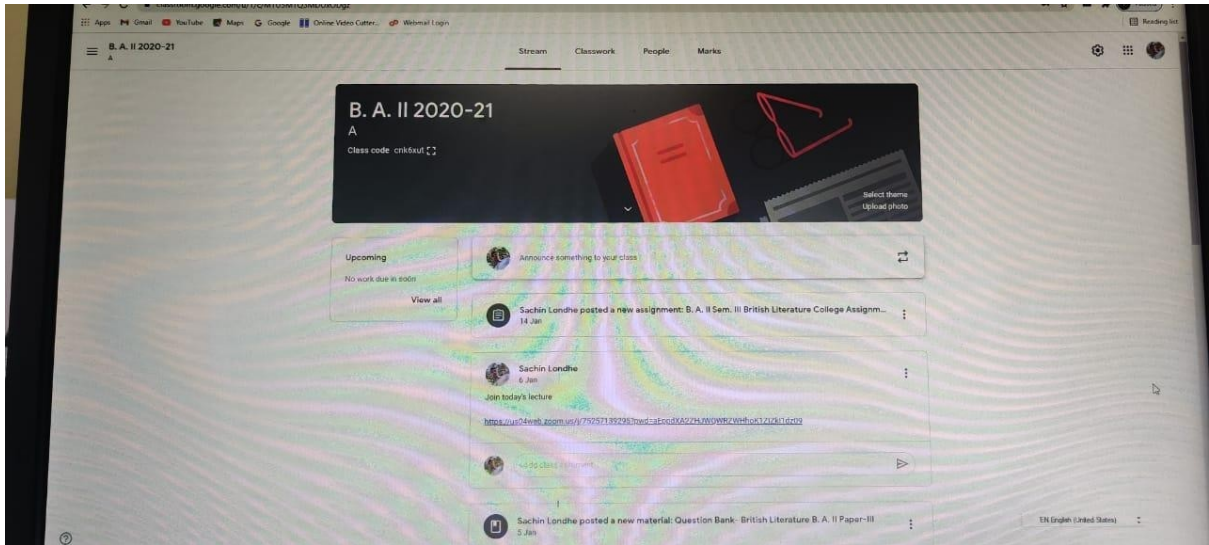 Apps Gmail YouTube Maps Google Online Video Cutter... Webmail Login
Reading list
B. A. II 2020-21
A
Stream Classwork People Marks
B. A. II 2020-21
A
Class code cnk6xut
Select theme
Upload photo
Upcoming
No work due in soon
View all
Announce something to your class
Sachin Londhe posted a new assignment: B. A. II Sem. III British Literature College Assignm...
14 Jan
Sachin Londhe
6 Jan
Join today's lecture
Add class comment
Sachin Londhe posted a new material: Question Bank- British Literature B. A. II Paper-III
5 Jan
EN English (United States)